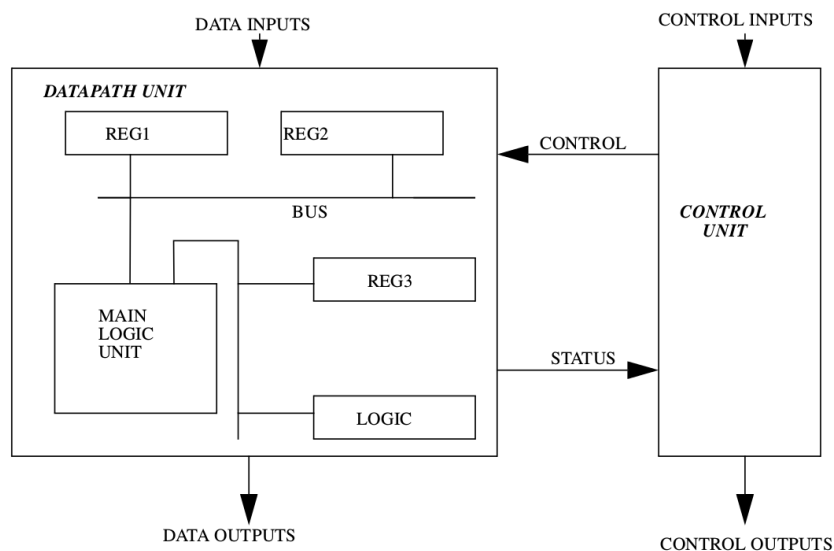 DATA INPUTS
CONTROL INPUTS
DATAPATH UNIT
REG1
REG2
CONTROL
BUS
CONTROL
UNIT
REG3
MAIN
LOGIC
UNIT
STATUS
LOGIC
DATA OUTPUTS
CONTROL OUTPUTS